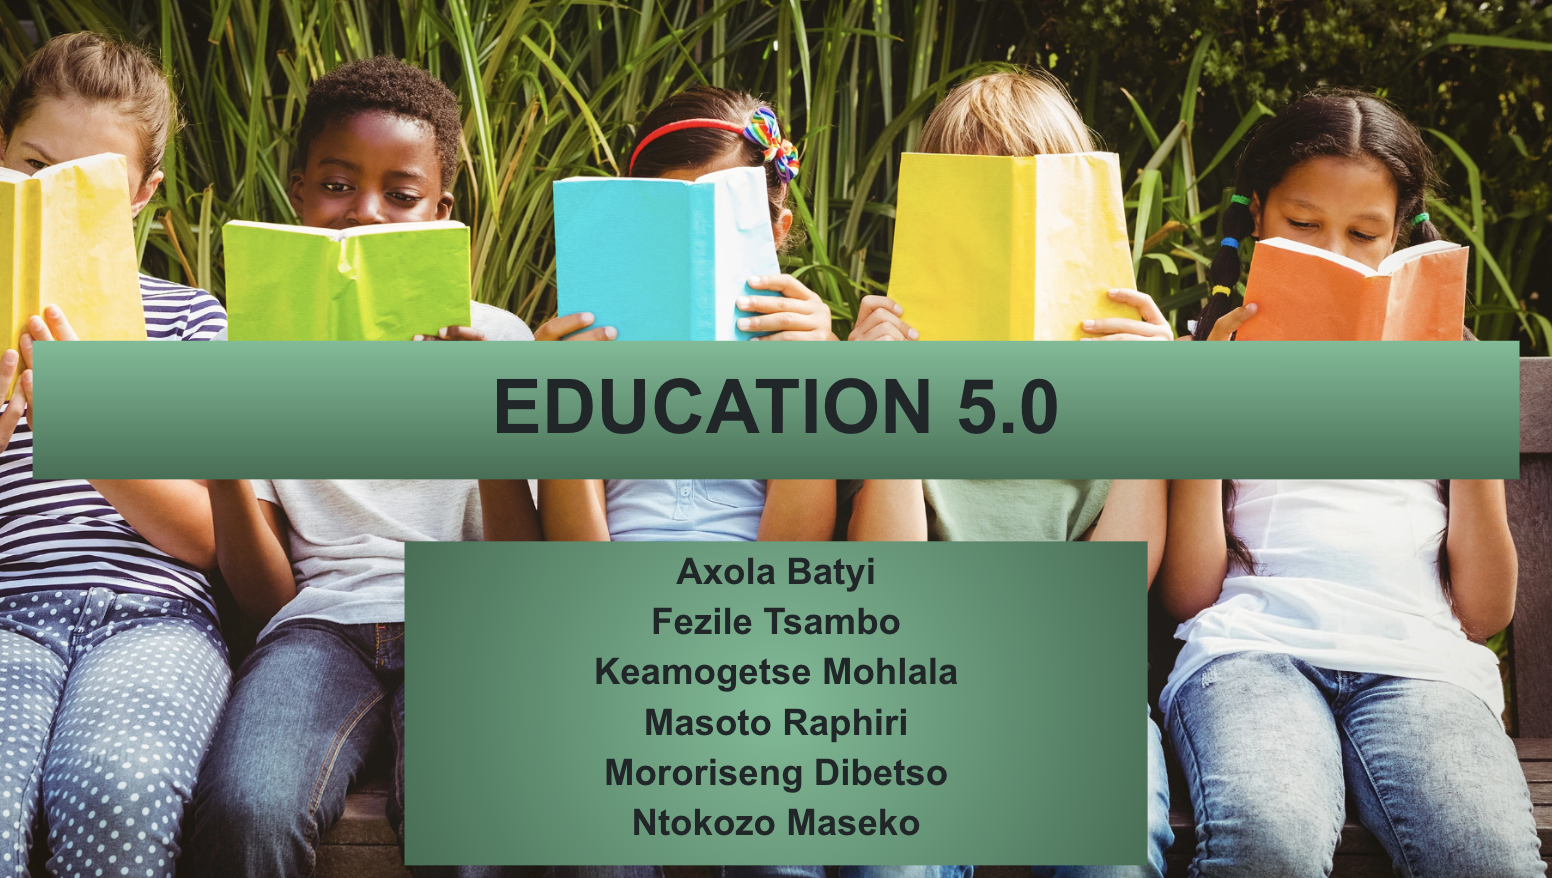 EDUCATION 5.0
Axola Batyi
Fezile Tsambo
Keamogetse Mohlala
Masoto Raphiri
Mororiseng Dibetso
Ntokozo Maseko